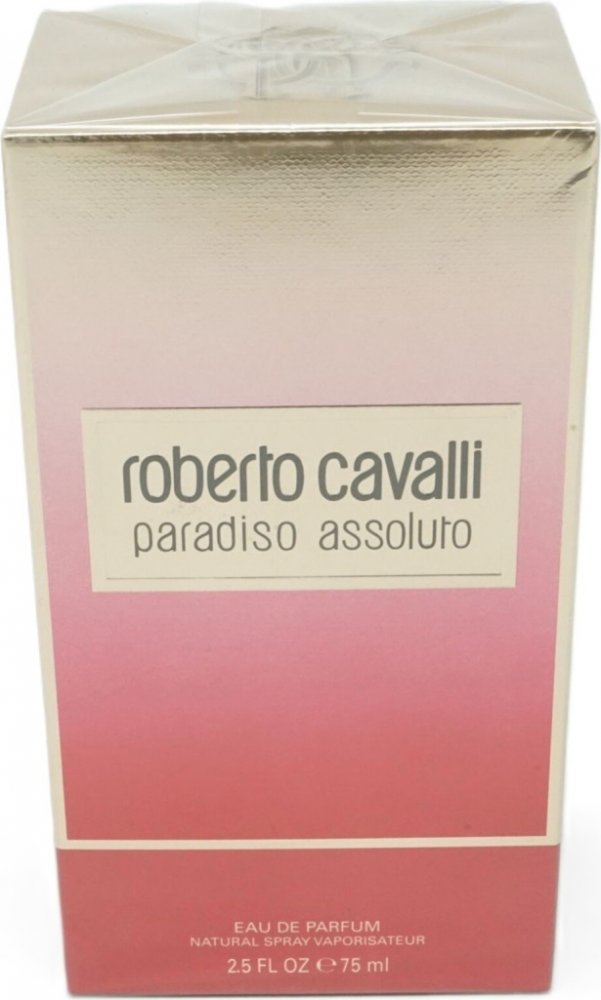 roberto cavalli
paradiso assoluto
EAU DE PARFUM
NATURAL SPRAY VAPORISATEUR
2.5 FL OZ ℮ 75 ml